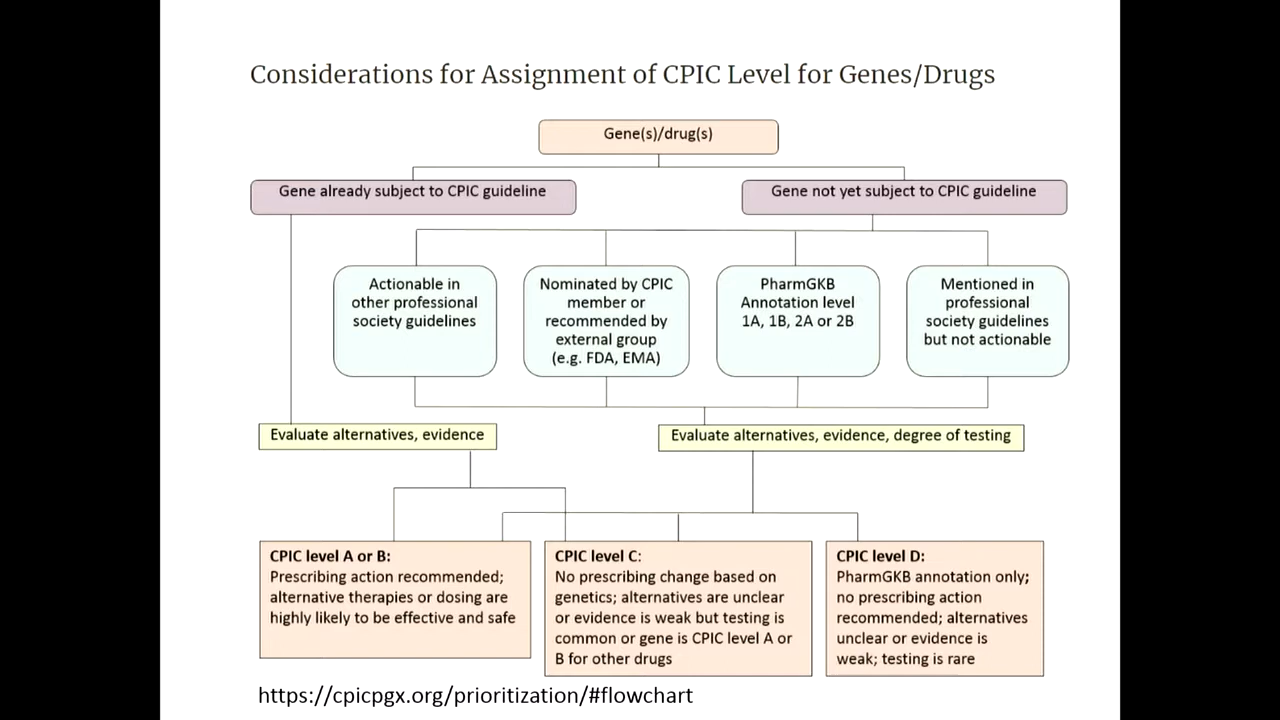 Considerations for Assignment of CPIC Level for Genes/Drugs
Gene(s)/drug(s)
Gene already subject to CPIC guideline
Gene not yet subject to CPIC guideline
Actionable in
other professional
society guidelines
Nominated by CPIC
member or
recommended by
external group
(e.g. FDA, EMA)
PharmGKB
Annotation level
1A, 1B, 2A or 2B
Mentioned in
professional
society guidelines
but not actionable
Evaluate alternatives, evidence
Evaluate alternatives, evidence, degree of testing
CPIC level A or B:
Prescribing action recommended;
alternative therapies or dosing are
highly likely to be effective and safe
CPIC level C:
No prescribing change based on
genetics; alternatives are unclear
or evidence is weak but testing is
common or gene is CPIC level A or
B for other drugs
CPIC level D:
PharmGKB annotation only;
no prescribing action
recommended; alternatives
unclear or evidence is
weak; testing is rare
https://cpicpgx.org/prioritization/#flowchart